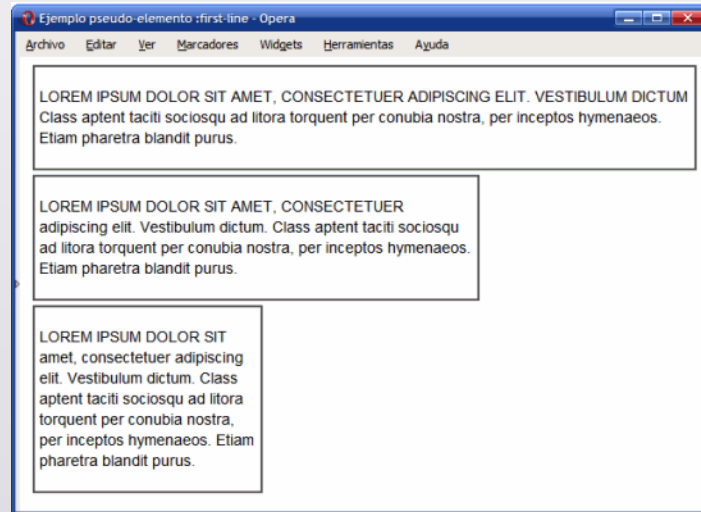 Ejemplo pseudo-elemento :first-line - Opera
Archivo Editar Ver Marcadores Widgets Herramientas Ayuda
LOREM IPSUM DOLOR SIT AMET, CONSECTETUER ADIPISCING ELIT. VESTIBULUM DICTUM
Class aptent taciti sociosqu ad litora torquent per conubia nostra, per inceptos hymenaeos.
Etiam pharetra blandit purus.
LOREM IPSUM DOLOR SIT AMET, CONSECTETUER
adipiscing elit. Vestibulum dictum. Class aptent taciti sociosqu
ad litora torquent per conubia nostra, per inceptos hymenaeos.
Etiam pharetra blandit purus.
LOREM IPSUM DOLOR SIT
amet, consectetuer adipiscing
elit. Vestibulum dictum. Class
aptent taciti sociosqu ad litora
torquent per conubia nostra,
per inceptos hymenaeos. Etiam
pharetra blandit purus.